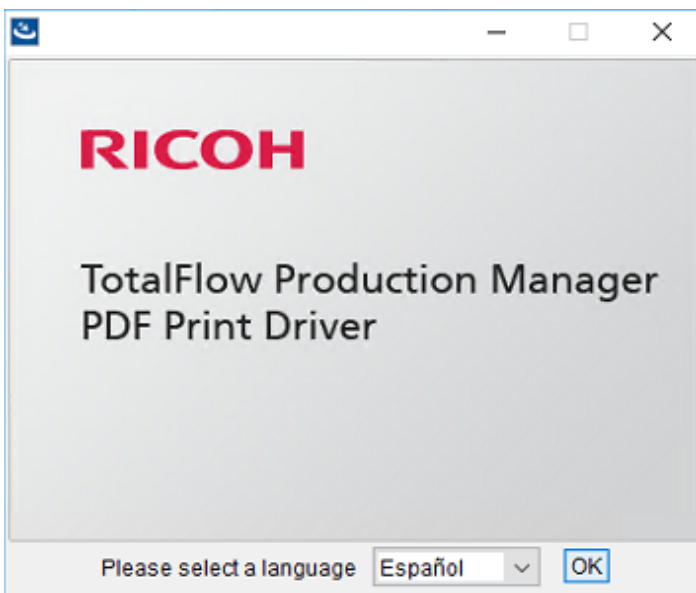 RICOH
TotalFlow Production Manager
PDF Print Driver
Please select a language Español OK